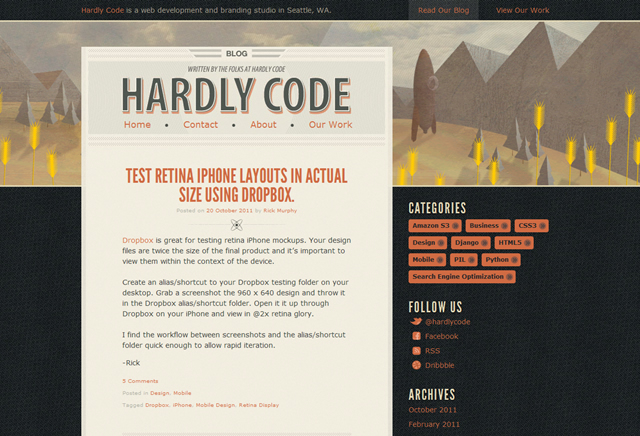 Hardly Code is a web development and branding studio in Seattle, WA.
Read Our Blog
View Our Work
BLOG
WRITTEN BY THE FOLKS AT HARDLY CODE
HARDLY CODE
Home • Contact • About • Our Work
TEST RETINA IPHONE LAYOUTS IN ACTUAL
SIZE USING DROPBOX.
Posted on 20 October 2011 by Rick Murphy
Dropbox is great for testing retina iPhone mockups. Your design
files are twice the size of the final product and it's important to
view them within the context of the device.
Create an alias/shortcut to your Dropbox testing folder on your
desktop. Grab a screenshot the 960 x 640 design and throw it
in the Dropbox alias/shortcut folder. Open it it up through
Dropbox on your iPhone and view in @2x retina glory.
I find the workflow between screenshots and the alias/shortcut
folder quick enough to allow rapid iteration.
~Rick
5 Comments
Posted in Design, Mobile
Tagged Dropbox, iPhone, Mobile Design, Retina Display
CATEGORIES
Amazon S3
Business
CSS3
Design
Django
HTML5
Mobile
PIL
Python
Search Engine Optimization
FOLLOW US
@hardlycode
Facebook
RSS
Dribbble
ARCHIVES
October 2011
February 2011